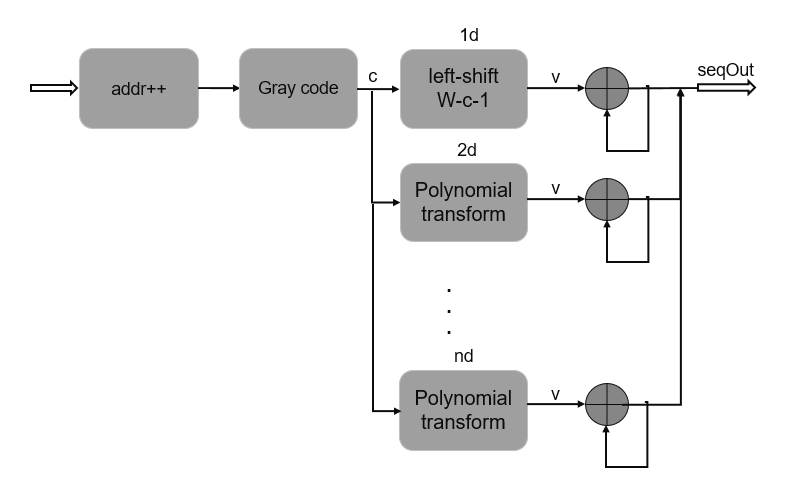 1d
addr++
Gray code
c
left-shift
W-c-1
v
seqOut
2d
Polynomial
transform
v
.
.
.
nd
Polynomial
transform
v